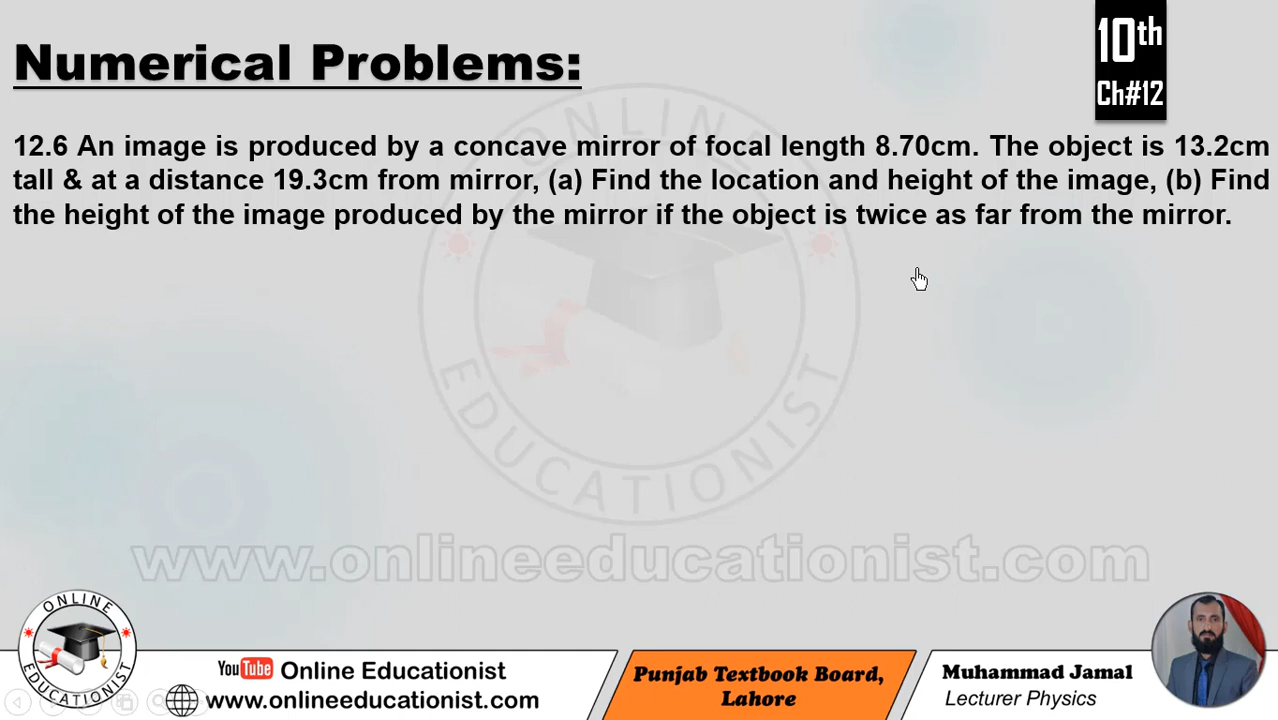 Numerical Problems:
10th
Ch#12
12.6 An image is produced by a concave mirror of focal length 8.70cm. The object is 13.2cm
tall & at a distance 19.3cm from mirror, (a) Find the location and height of the image, (b) Find
the height of the image produced by the mirror if the object is twice as far from the mirror.
ONLINE
EDUCATIONIST
www.onlineeducationist.com
ONLINE
EDUCATIONIST
YouTube Online Educationist
www.onlineeducationist.com
Punjab Textbook Board,
Lahore
Muhammad Jamal
Lecturer Physics